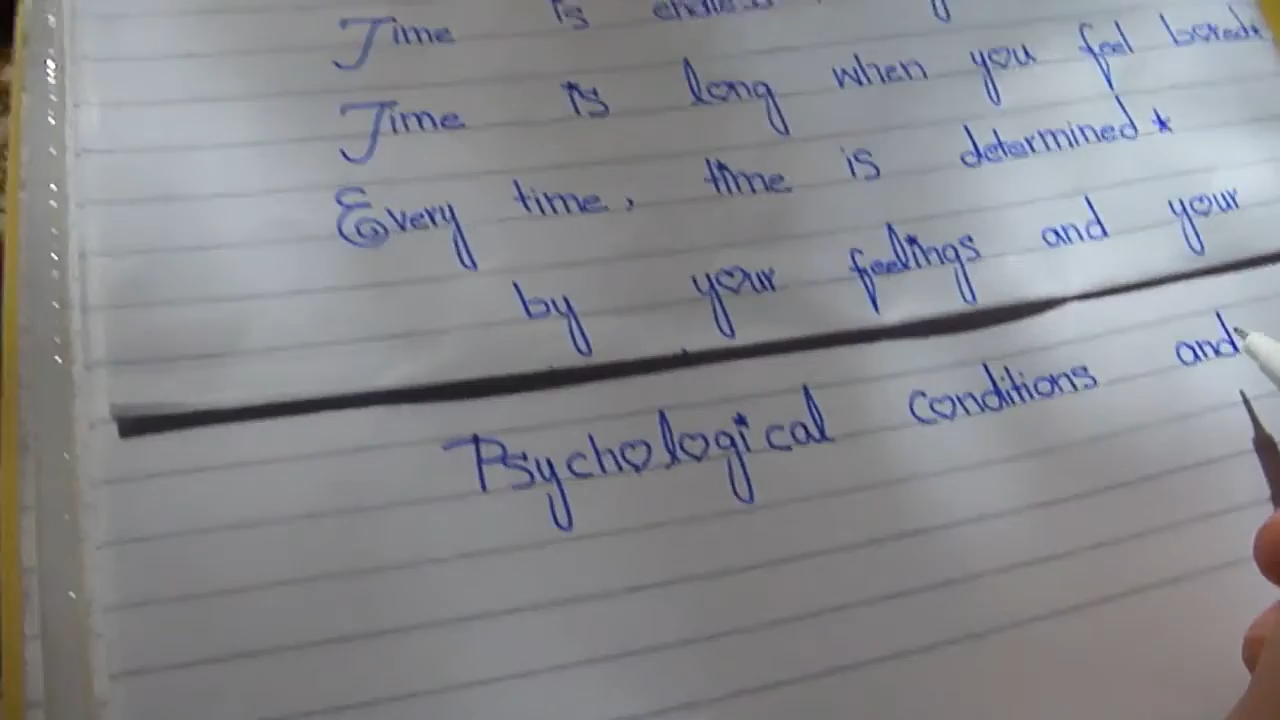 Time is
Time is long when you feel bored*
Every time, time is determined*
by your feelings and your
Psychological conditions and